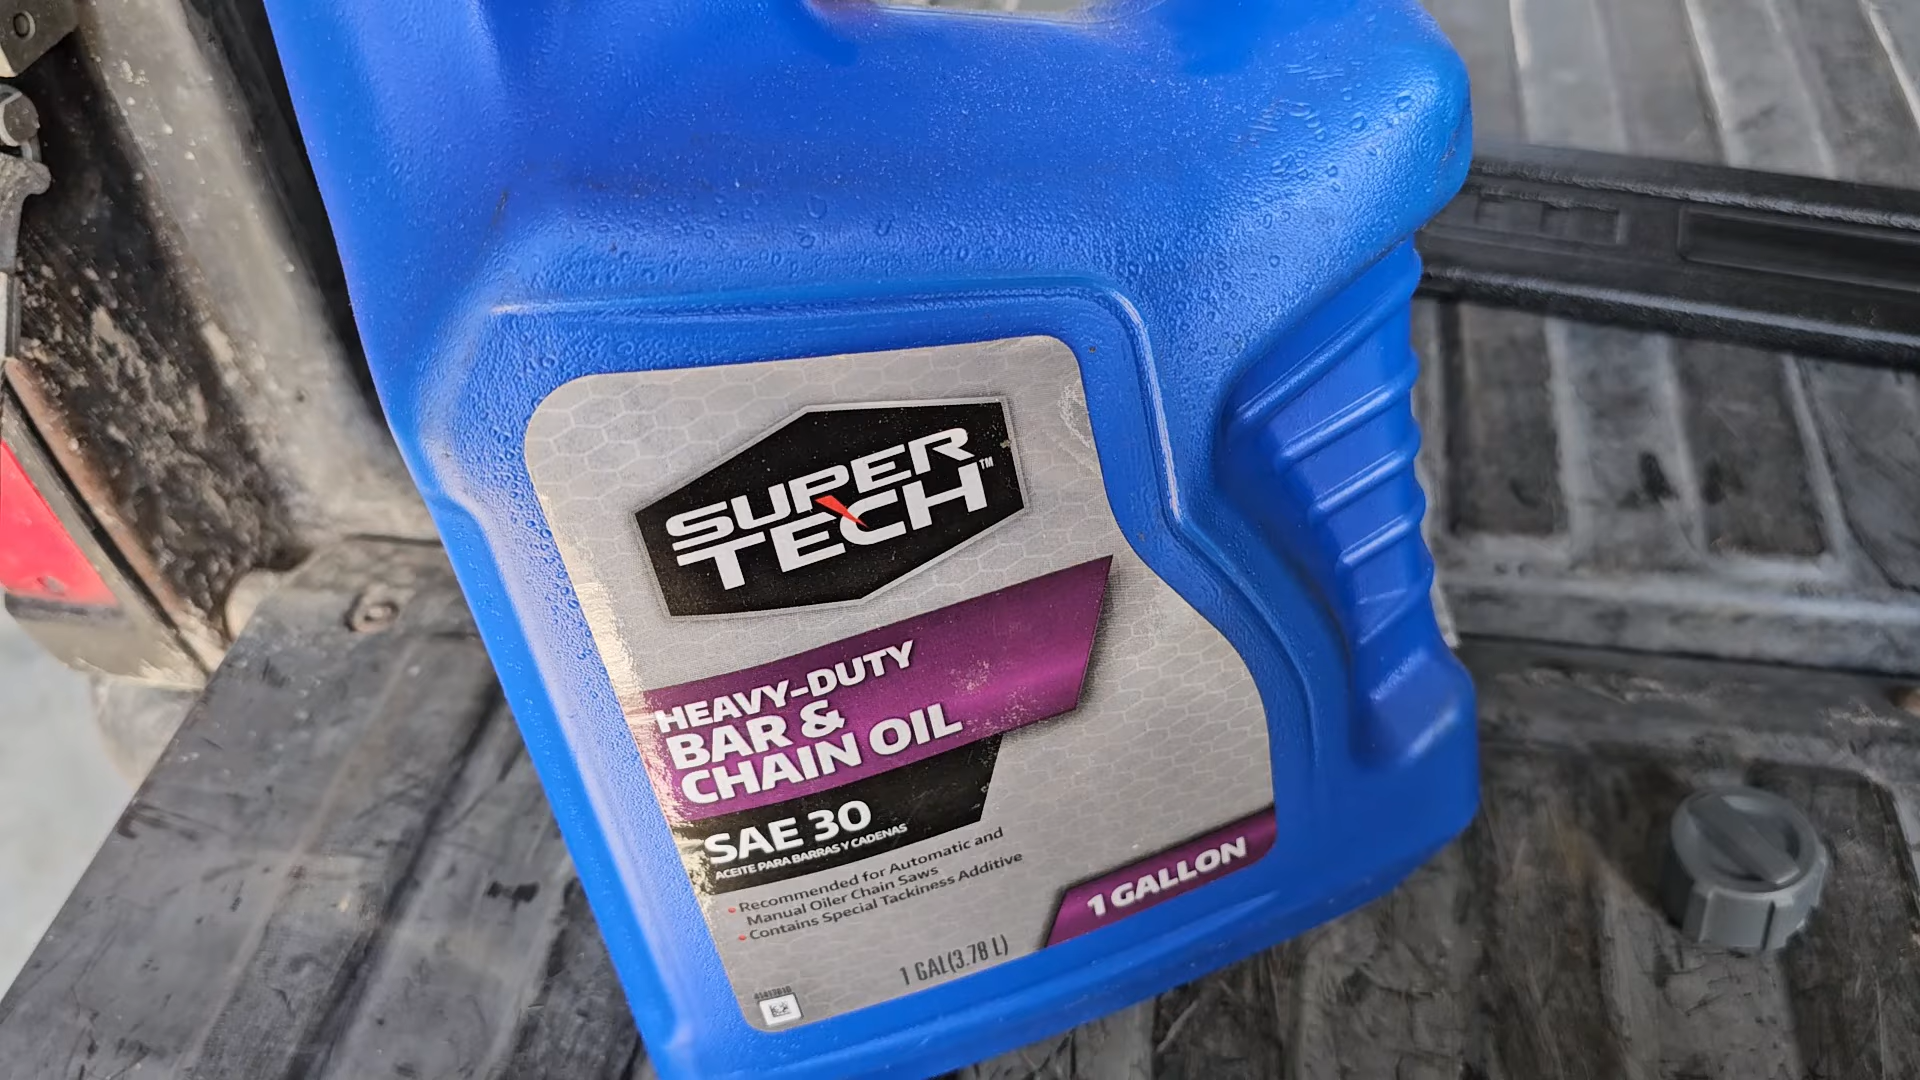 SUPER
TECH™
HEAVY-DUTY
BAR &
CHAIN OIL
SAE 30
ACEITE PARA BARRAS Y CADENAS
• Recommended for Automatic and
Manual Oiler Chain Saws
• Contains Special Tackiness Additive
1 GALLON
1 GAL(3.78 L)